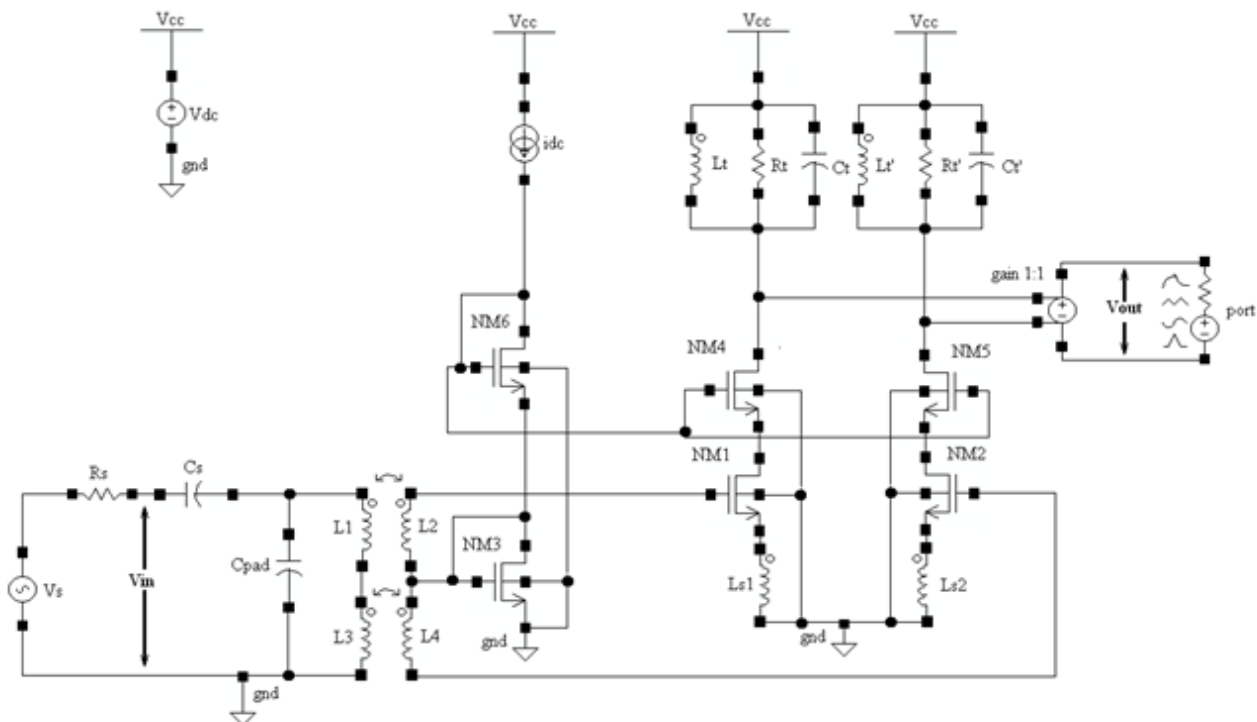 Vcc
Vcc
Vcc
Vcc
Vdc
gnd
idc
Lt
Rt
Ct
Lt'
Rt'
Ct'
gain 1:1
Vout
port
NM6
NM4
NM5
NM1
NM2
Rs
Cs
L1
L2
NM3
Vin
Cpad
Vs
L3
L4
Ls1
Ls2
gnd
gnd
gnd